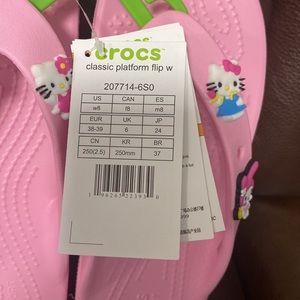 crocs
classic platform flip w
207714-6S0
US CAN ES
w8 f8 m8
EUR UK JP
38-39 6 24
CN KR BR
250(2.5) 250mm 37